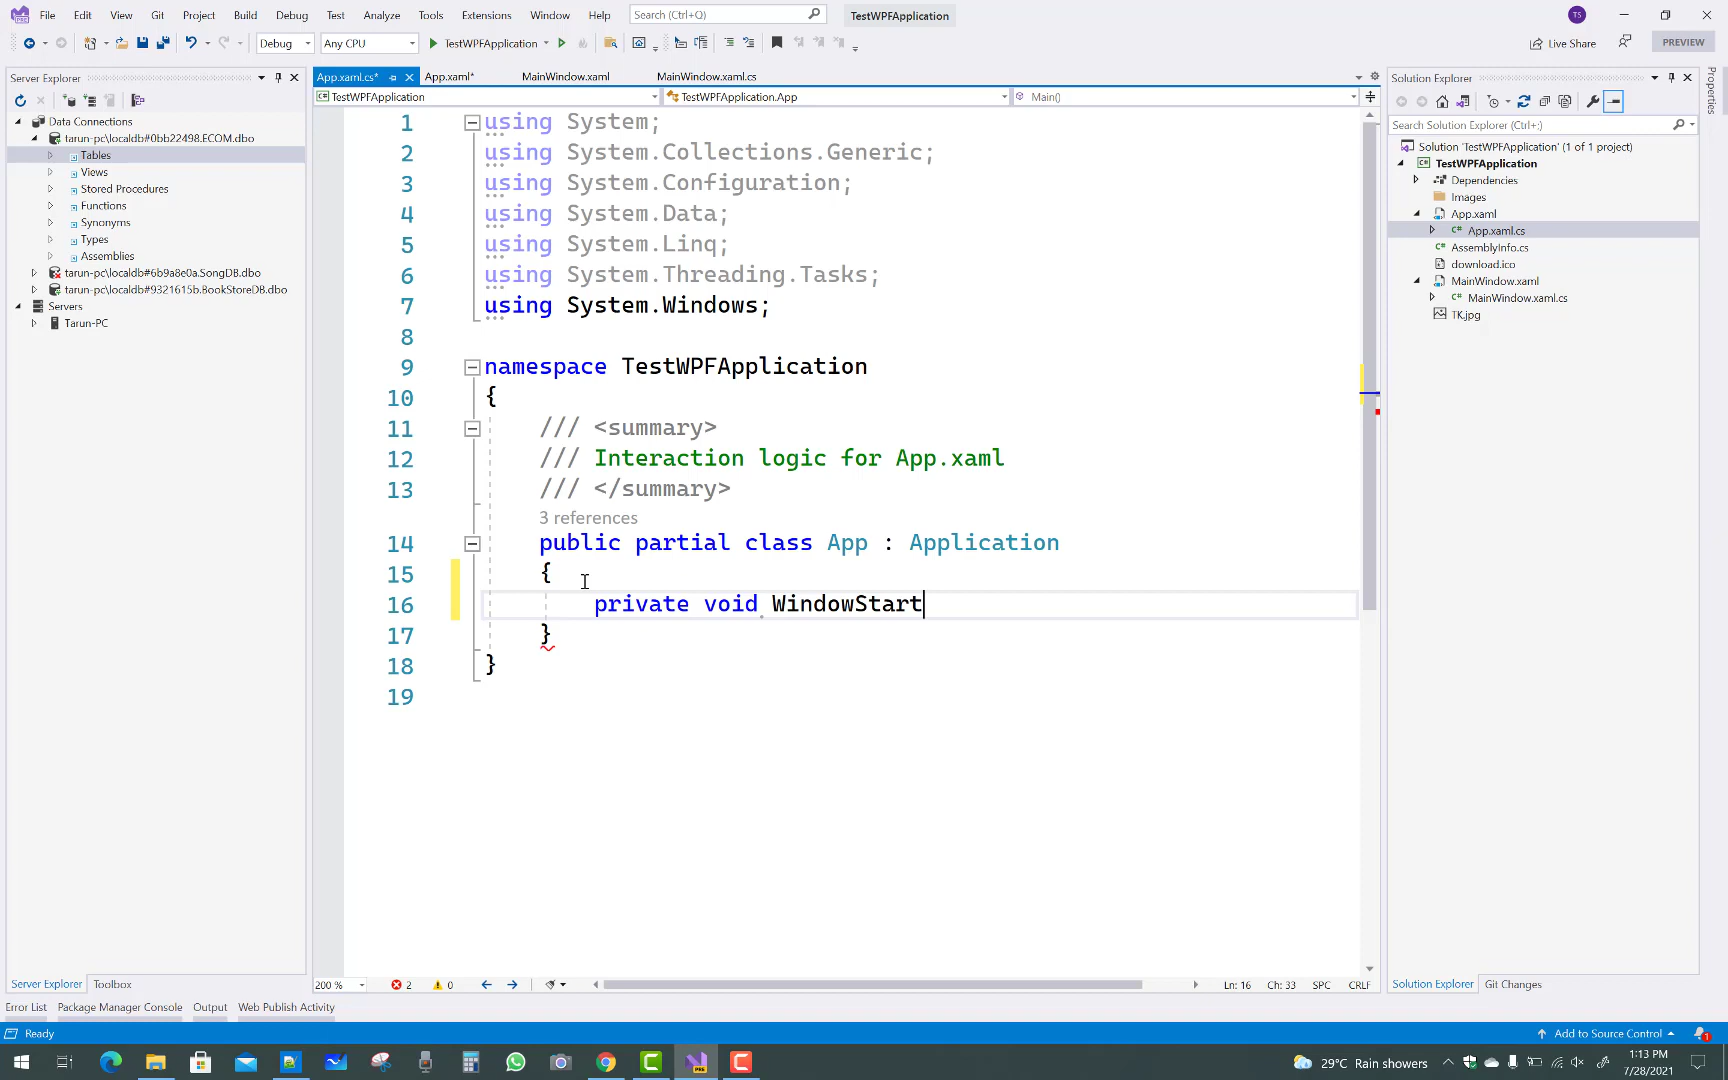 File Edit View Git Project Build Debug Test Analyze Tools Extensions Window Help Search (Ctrl+Q) TestWPFApplication TS
Debug Any CPU TestWPFApplication Live Share PREVIEW
Server Explorer
Data Connections
tarun-pc\localdb#0bb22498.ECOM.dbo
Tables
Views
Stored Procedures
Functions
Synonyms
Types
Assemblies
tarun-pc\localdb#6b9a8e0a.SongDB.dbo
tarun-pc\localdb#9321615b.BookStoreDB.dbo
Servers
Tarun-PC
Server Explorer Toolbox
App.xaml.cs* App.xaml* MainWindow.xaml MainWindow.xaml.cs
TestWPFApplication TestWPFApplication.App Main()
1 using System;
2 using System.Collections.Generic;
3 using System.Configuration;
4 using System.Data;
5 using System.Linq;
6 using System.Threading.Tasks;
7 using System.Windows;
8
9 namespace TestWPFApplication
10 {
11 /// <summary>
12 /// Interaction logic for App.xaml
13 /// </summary>
3 references
14 public partial class App : Application
15 {
16 private void WindowStart
17 }
18 }
19
200 % 2 0 Ln: 16 Ch: 33 SPC CRLF
Solution Explorer
Search Solution Explorer (Ctrl+;)
Solution 'TestWPFApplication' (1 of 1 project)
TestWPFApplication
Dependencies
Images
App.xaml
App.xaml.cs
AssemblyInfo.cs
download.ico
MainWindow.xaml
MainWindow.xaml.cs
TK.jpg
Solution Explorer Git Changes
Properties
Error List Package Manager Console Output Web Publish Activity
Ready Add to Source Control 1
PRE 29°C Rain showers 1:13 PM
7/28/2021